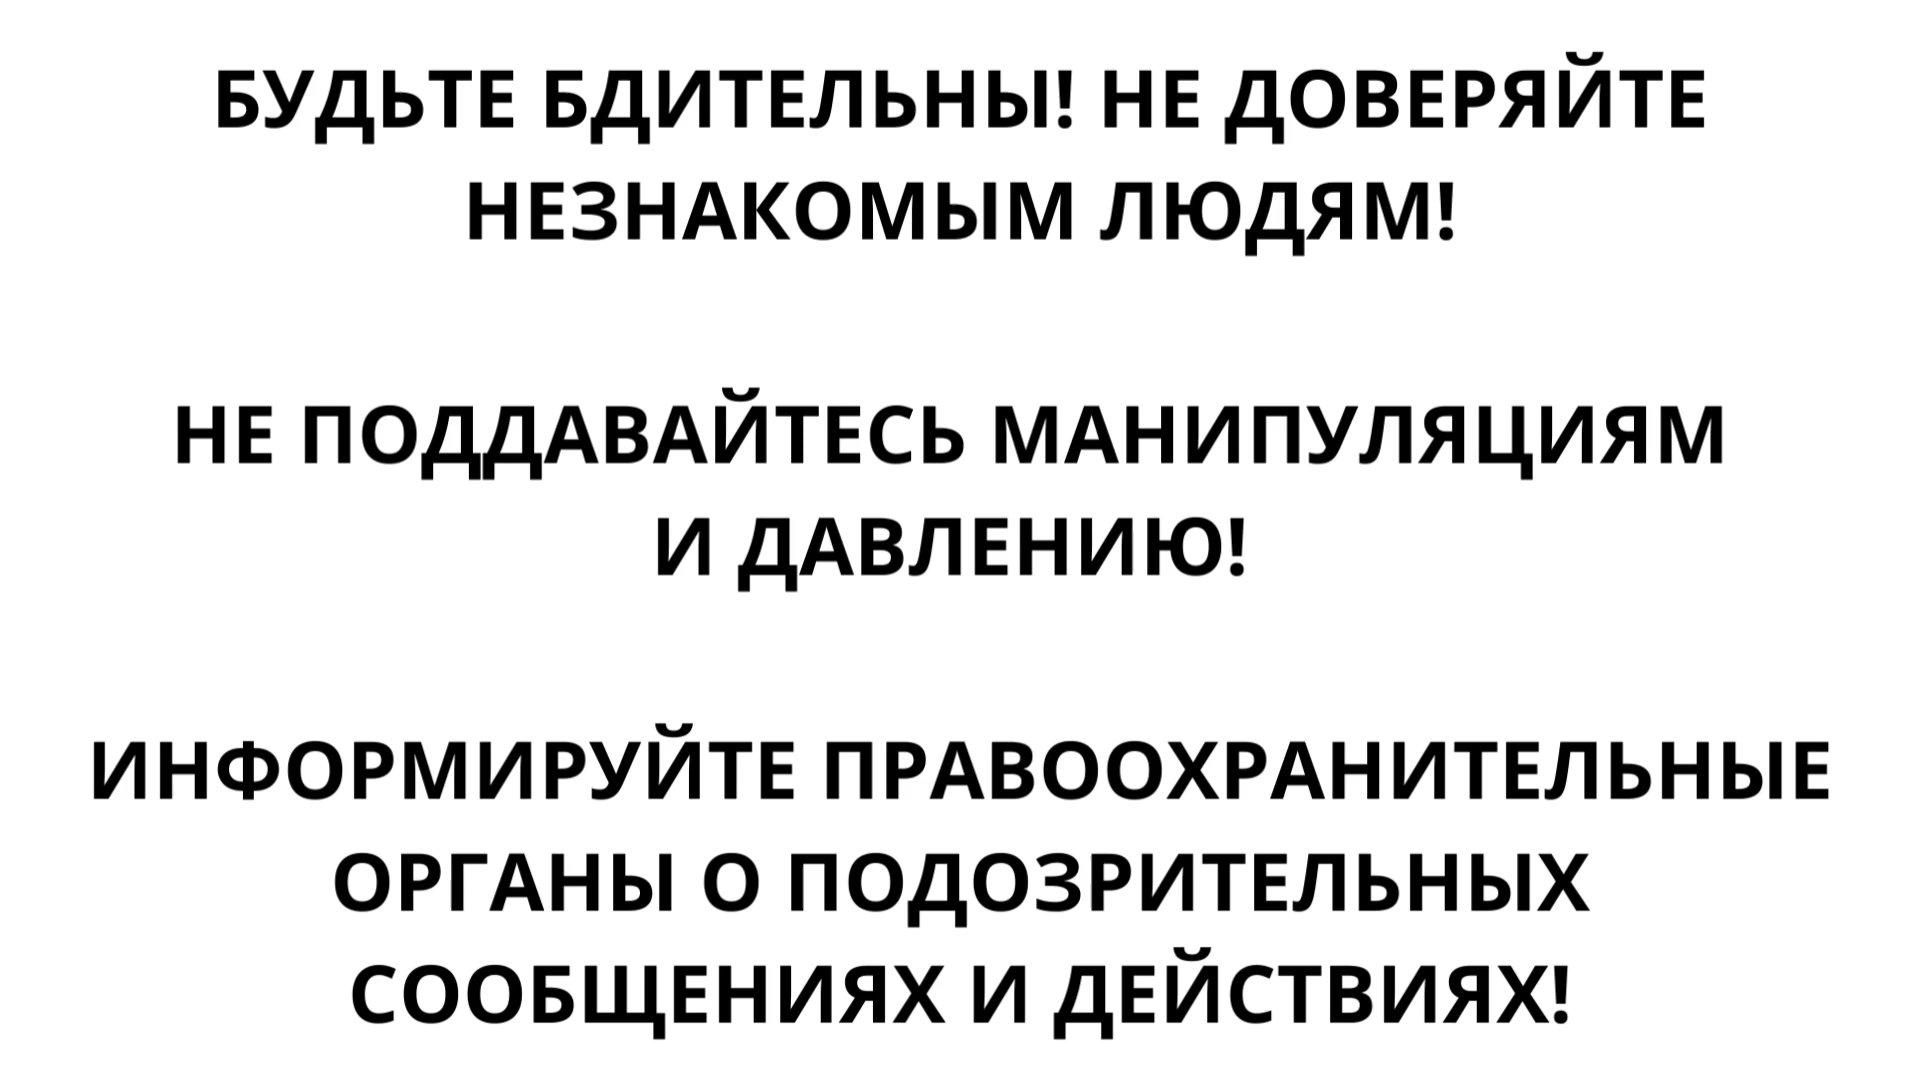 БУДЬТЕ БДИТЕЛЬНЫ! НЕ ДОВЕРЯЙТЕ
НЕЗНАКОМЫМ ЛЮДЯМ!
НЕ ПОДДАВАЙТЕСЬ МАНИПУЛЯЦИЯМ
И ДАВЛЕНИЮ!
ИНФОРМИРУЙТЕ ПРАВООХРАНИТЕЛЬНЫЕ
ОРГАНЫ О ПОДОЗРИТЕЛЬНЫХ
СООБЩЕНИЯХ И ДЕЙСТВИЯХ!